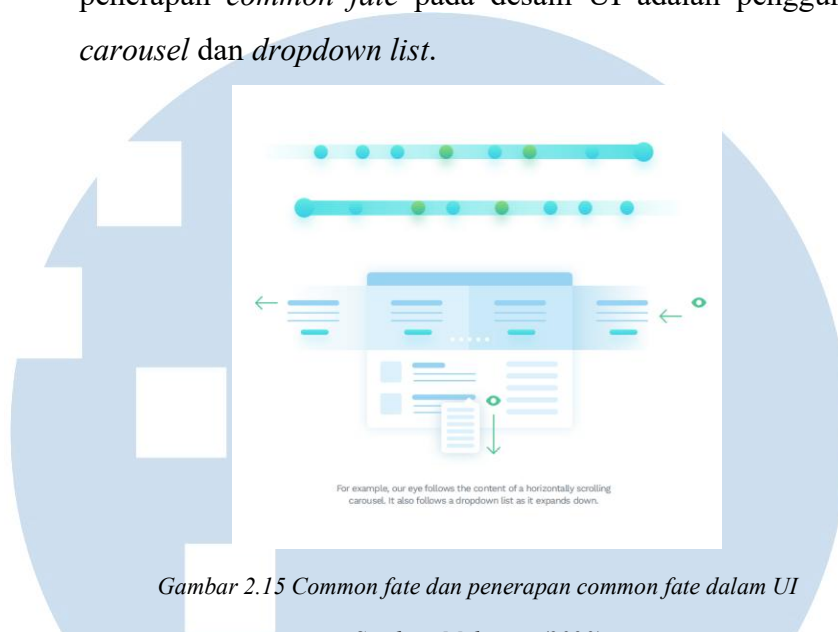 penerapan common fate pada desain UI adalah
carousel dan dropdown list.
For example, our eye follows the content of a horizontally scrolling
carousel. It also follows a dropdown list as it expands down.
Gambar 2.15 Common fate dan penerapan common fate dalam UI